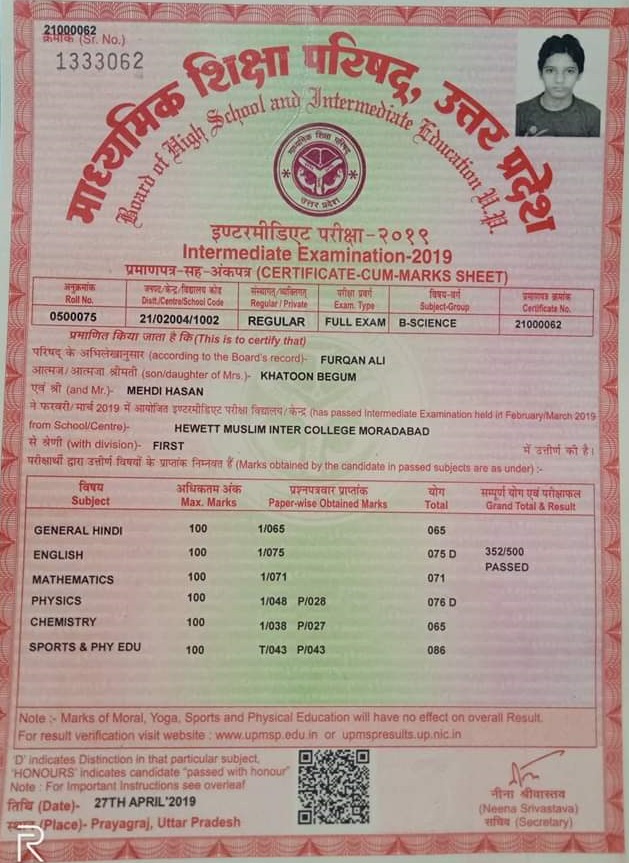 21000062
क्रमांक (Sr. No.)
1333062
माध्यमिक शिक्षा परिषद्, उत्तर प्रदेश
Board of High School and Intermediate Education U.P.
माध्यमिक शिक्षा परिषद्
उत्तर प्रदेश
इण्टरमीडिएट परीक्षा-२०१९
Intermediate Examination-2019
प्रमाणपत्र-सह-अंकपत्र (CERTIFICATE-CUM-MARKS SHEET)
अनुक्रमांक जनपद/केन्द्र/विद्यालय कोड संस्थागत/व्यक्तिगत परीक्षा प्रवर्ग विषय-वर्ग प्रमाणपत्र क्रमांक
Roll No. Distt/Centre/School Code Regular / Private Exam. Type Subject-Group Certificate No.
0500075 21/02004/1002 REGULAR FULL EXAM B-SCIENCE 21000062
प्रमाणित किया जाता है कि (This is to certify that)
परिषद् के अभिलेखानुसार (according to the Board's record)- FURQAN ALI
आत्मज/आत्मजा श्रीमती (son/daughter of Mrs.)- KHATOON BEGUM
एवं श्री (and Mr.)- MEHDI HASAN
ने फरवरी/मार्च 2019 में आयोजित इण्टरमीडिएट परीक्षा विद्यालय/केन्द्र (has passed Intermediate Examination held in February/March 2019
from School/Centre)- HEWETT MUSLIM INTER COLLEGE MORADABAD
से श्रेणी (with division)- FIRST में उत्तीर्ण की है।
परीक्षार्थी द्वारा उत्तीर्ण विषयों के प्राप्तांक निम्नवत हैं (Marks obtained by the candidate in passed subjects are as under) :-
विषय अधिकतम अंक प्रश्नपत्रवार प्राप्तांक योग सम्पूर्ण योग एवं परीक्षाफल
Subject Max. Marks Paper-wise Obtained Marks Total Grand Total & Result
GENERAL HINDI 100 1/065 065
ENGLISH 100 1/075 075 D 352/500
PASSED
MATHEMATICS 100 1/071 071
PHYSICS 100 1/048 P/028 076 D
CHEMISTRY 100 1/038 P/027 065
SPORTS & PHY EDU 100 T/043 P/043 086
Note :- Marks of Moral, Yoga, Sports and Physical Education will have no effect on overall Result.
For result verification visit website : www.upmsp.edu.in or upmspresults.up.nic.in
'D' indicates Distinction in that particular subject,
'HONOURS' indicates candidate "passed with honour"
Note : For Important Instructions see overleaf
तिथि (Date)- 27TH APRIL'2019
स्थान (Place)- Prayagraj, Uttar Pradesh
नीना श्रीवास्तव
(Neena Srivastava)
सचिव (Secretary)
R